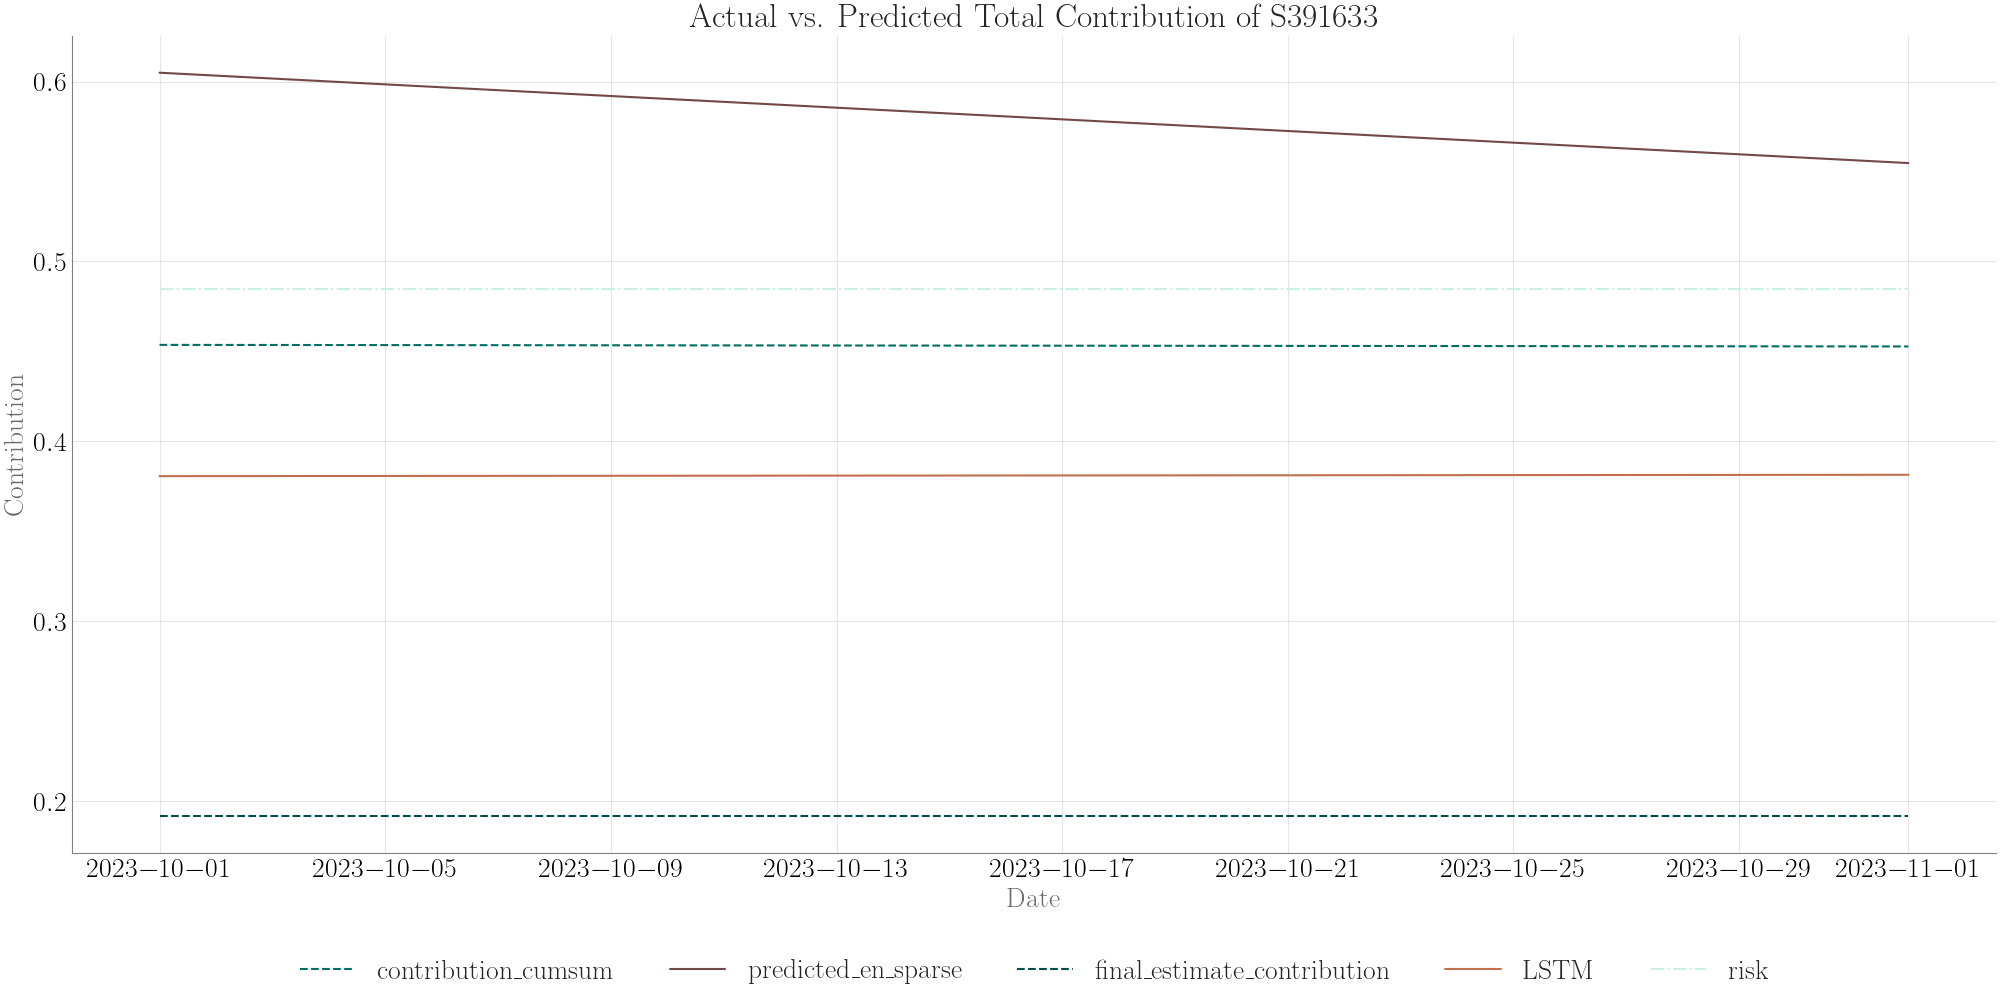 Actual vs. Predicted Total Contribution of S391633
0.6
0.5
0.4
0.3
0.2
Contribution
2023-10-01 2023-10-05 2023-10-09 2023-10-13 2023-10-17 2023-10-21 2023-10-25 2023-10-29 2023-11-01
Date
contribution_cumsum predicted_en_sparse final_estimate_contribution LSTM risk